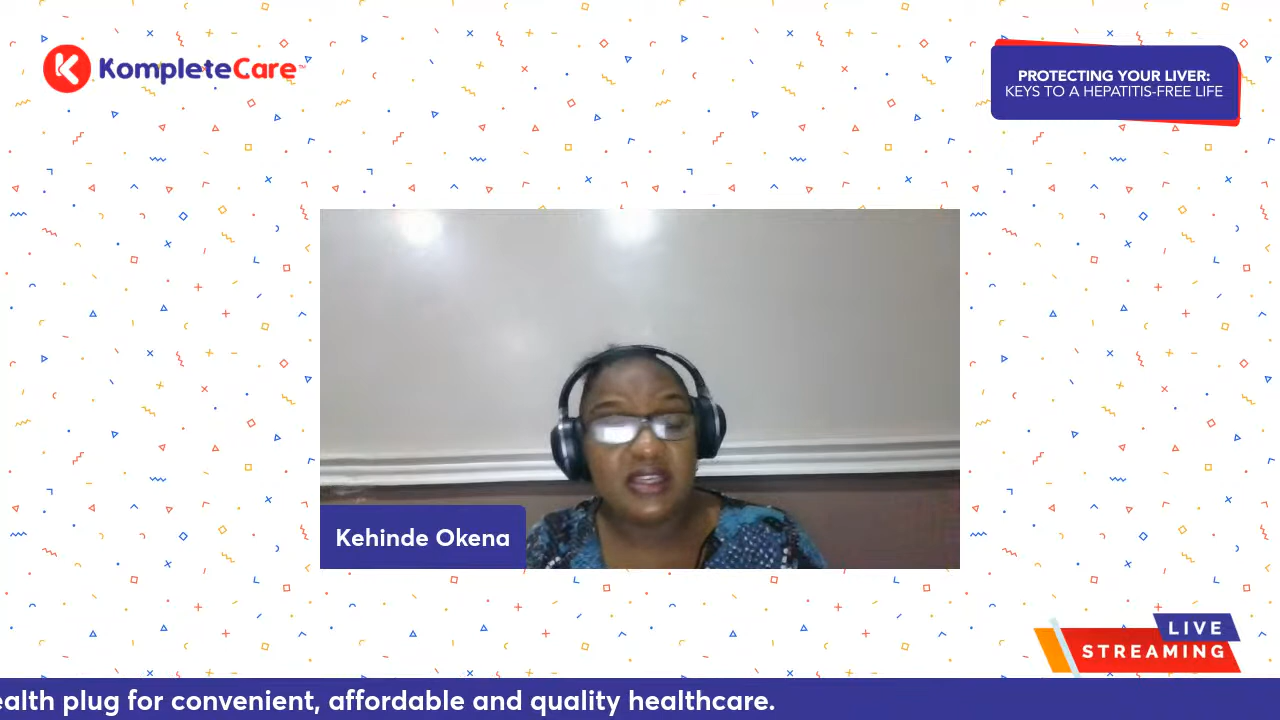 KompleteCare™
PROTECTING YOUR LIVER:
KEYS TO A HEPATITIS-FREE LIFE
Kehinde Okena
LIVE
STREAMING
ealth plug for convenient, affordable and quality healthcare.